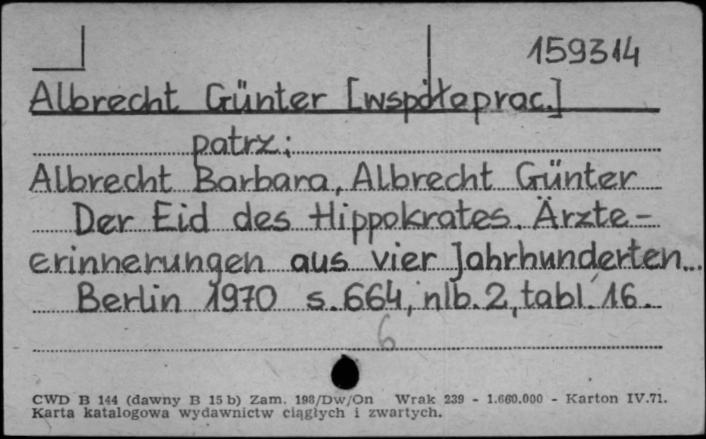 159314
Albrecht Günter [współoprac.]
patrz:
Albrecht Barbara, Albrecht Günter
Der Eid des Hippokrates. Ärzte-
erinnerungen aus vier Jahrhunderten...
Berlin 1970 s. 664, nlb. 2, tabl. 16.
6
CWD B 144 (dawny B 15 b) Zam. 198/Dw/On Wrak 239 - 1.660.000 - Karton IV.71.
Karta katalogowa wydawnictw ciągłych i zwartych.